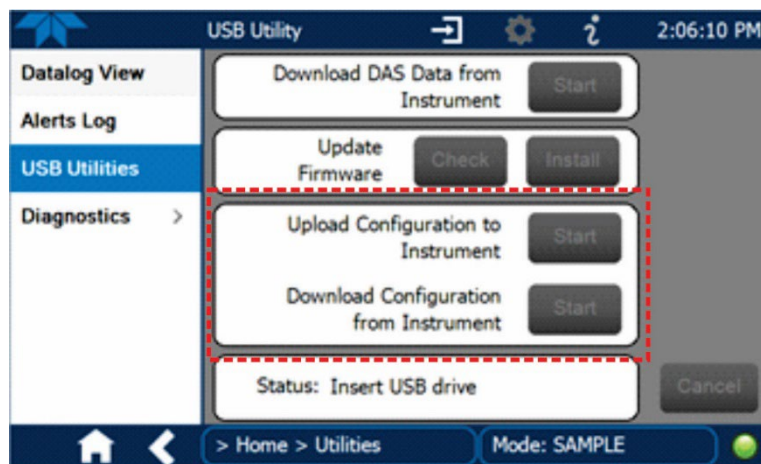 USB Utility
2:06:10 PM
Datalog View
Alerts Log
USB Utilities
Diagnostics >
Download DAS Data from
Instrument
Start
Update
Firmware
Check
Install
Upload Configuration to
Instrument
Start
Download Configuration
from Instrument
Start
Status: Insert USB drive
Cancel
> Home > Utilities
Mode: SAMPLE